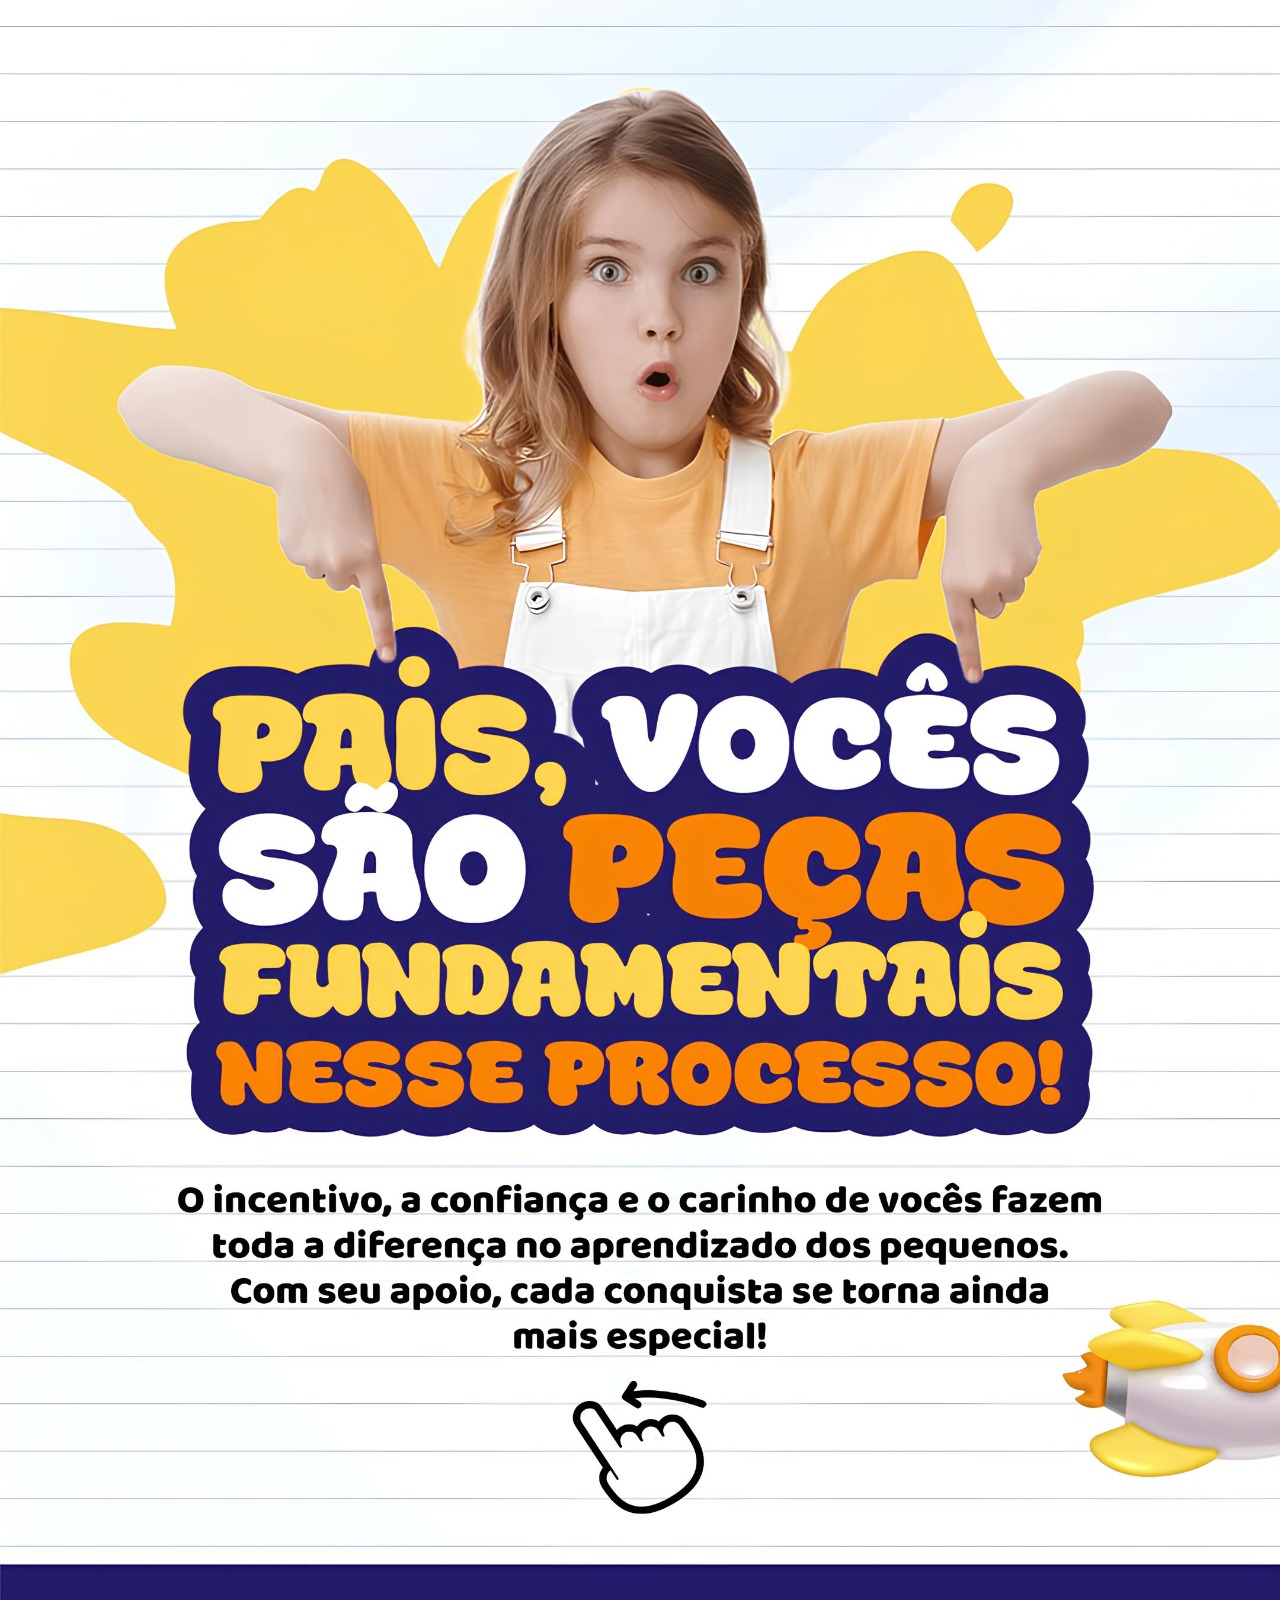 PAIS, VOCÊS
SÃO PEÇAS
FUNDAMENTAIS
NESSE PROCESSO!
O incentivo, a confiança e o carinho de vocês fazem
toda a diferença no aprendizado dos pequenos.
Com seu apoio, cada conquista se torna ainda
mais especial!